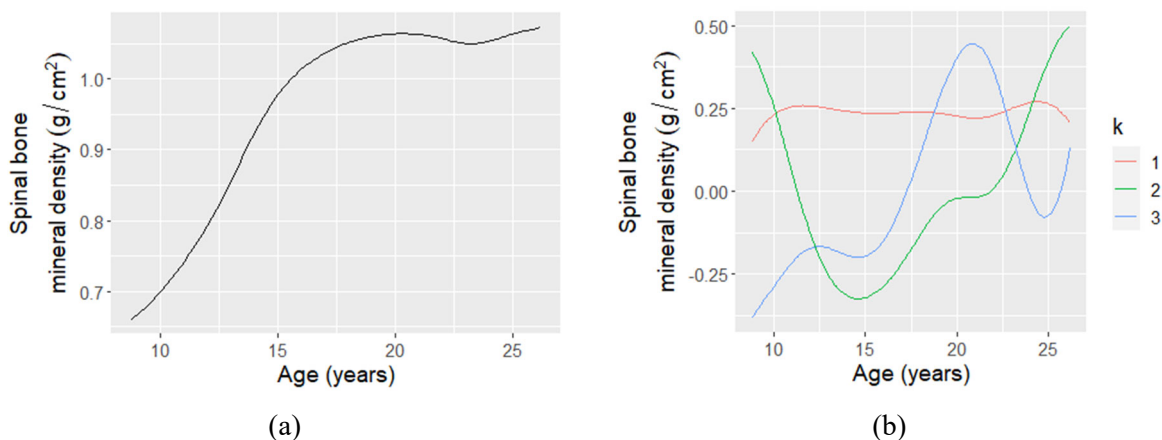 Spinal bone
mineral density (g/cm²)
1.0
0.9
0.8
0.7
10
15
20
25
Age (years)
(a)
Spinal bone
mineral density (g/cm²)
0.50
0.25
0.00
-0.25
10
15
20
25
Age (years)
k
1
2
3
(b)